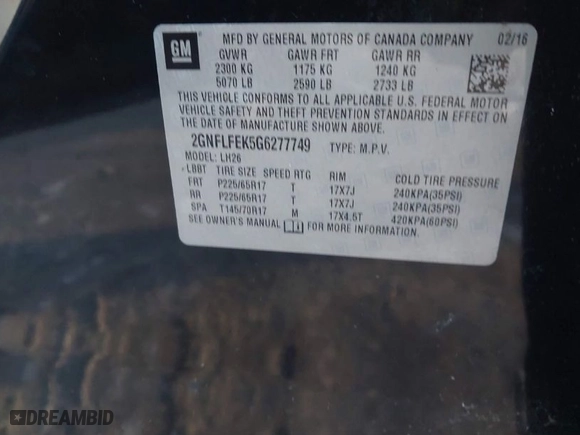 GM
MFD BY GENERAL MOTORS OF CANADA COMPANY 02/16
GVWR GAWR FRT GAWR RR
2300 KG 1175 KG 1240 KG
5070 LB 2590 LB 2733 LB
THIS VEHICLE CONFORMS TO ALL APPLICABLE U.S. FEDERAL MOTOR
VEHICLE SAFETY AND THEFT PREVENTION STANDARDS IN EFFECT ON
THE DATE OF MANUFACTURE SHOWN ABOVE.
2GNFLFEK5G6277749 TYPE: M.P.V.
MODEL: LH26
LBBT TIRE SIZE SPEED RTG RIM COLD TIRE PRESSURE
FRT P225/65R17 T 17X7J 240KPA(35PSI)
RR P225/65R17 T 17X7J 240KPA(35PSI)
SPA T145/70R17 M 17X4.5T 420KPA(60PSI)
SEE OWNER'S MANUAL FOR MORE INFORMATION
DREAMBID